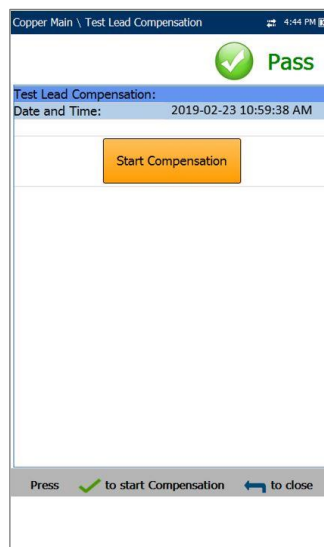 Copper Main \ Test Lead Compensation 4:44 PM
Pass
Test Lead Compensation:
Date and Time: 2019-02-23 10:59:38 AM
Start Compensation
Press to start Compensation to close